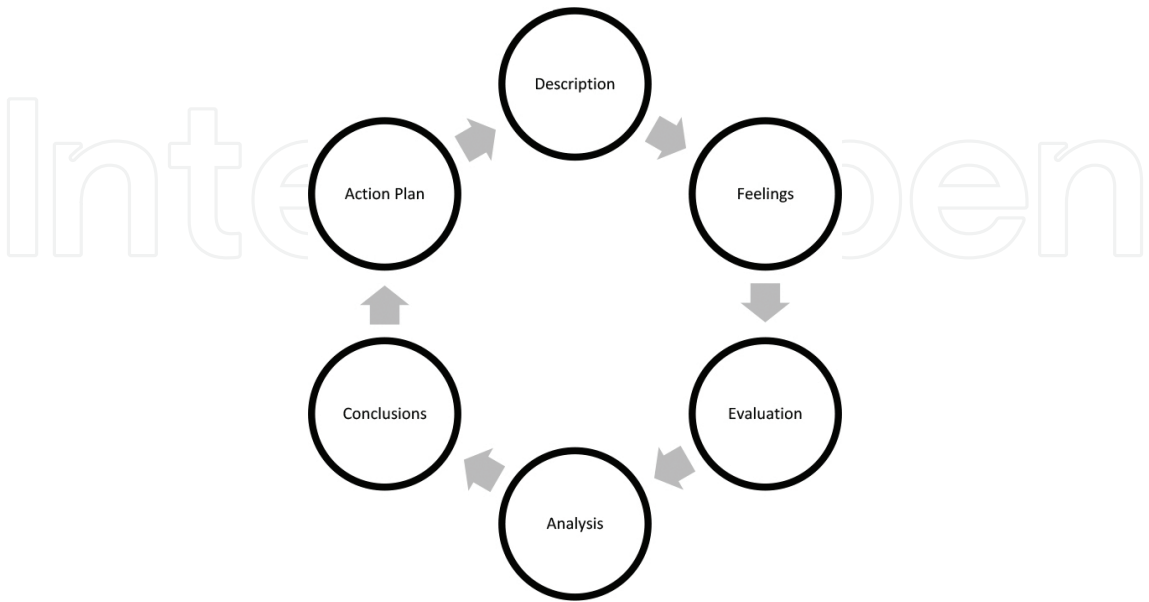 Description
Feelings
Evaluation
Analysis
Conclusions
Action Plan